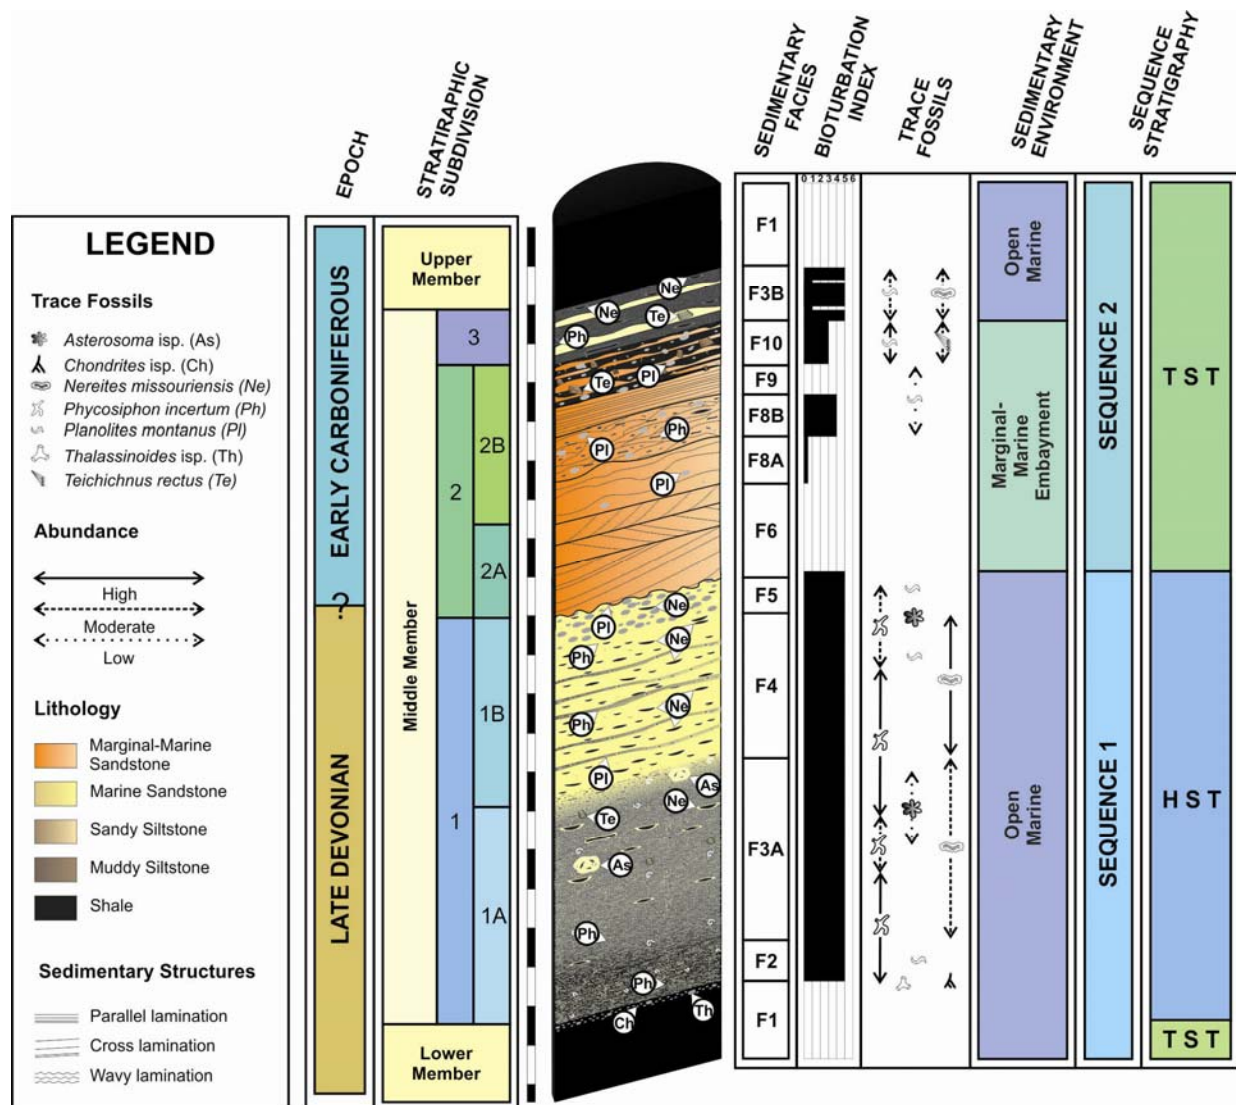 EPOCH
STRATIRAPHIC
SUBDIVISION
SEDIMENTARY
FACIES
BIOTURBATION
INDEX
TRACE
FOSSILS
SEDIMENTARY
ENVIRONMENT
SEQUENCE
STRATIGRAPHY
LEGEND
Trace Fossils
Asterosoma isp. (As)
Chondrites isp. (Ch)
Nereites missouriensis (Ne)
Phycosiphon incertum (Ph)
Planolites montanus (Pl)
Thalassinoides isp. (Th)
Teichichnus rectus (Te)
Abundance
High
Moderate
Low
Lithology
Marginal-Marine
Sandstone
Marine Sandstone
Sandy Siltstone
Muddy Siltstone
Shale
Sedimentary Structures
Parallel lamination
Cross lamination
Wavy lamination
EARLY CARBONIFEROUS
?
LATE DEVONIAN
Upper
Member
Middle Member
Lower
Member
3
2
2B
2A
1
1B
1A
Ne
Ne
Te
Ph
Pl
Te
Ph
Pl
Pl
Ne
Pl
Ne
Ph
Ne
Ph
Pl
As
Ne
Te
As
Ph
Ph
Th
Ch
F1
F3B
F10
F9
F8B
F8A
F6
F5
F4
F3A
F2
F1
0 1 2 3 4 5 6
Open
Marine
Marginal-
Marine
Embayment
Open
Marine
SEQUENCE 2
SEQUENCE 1
T S T
H S T
T S T